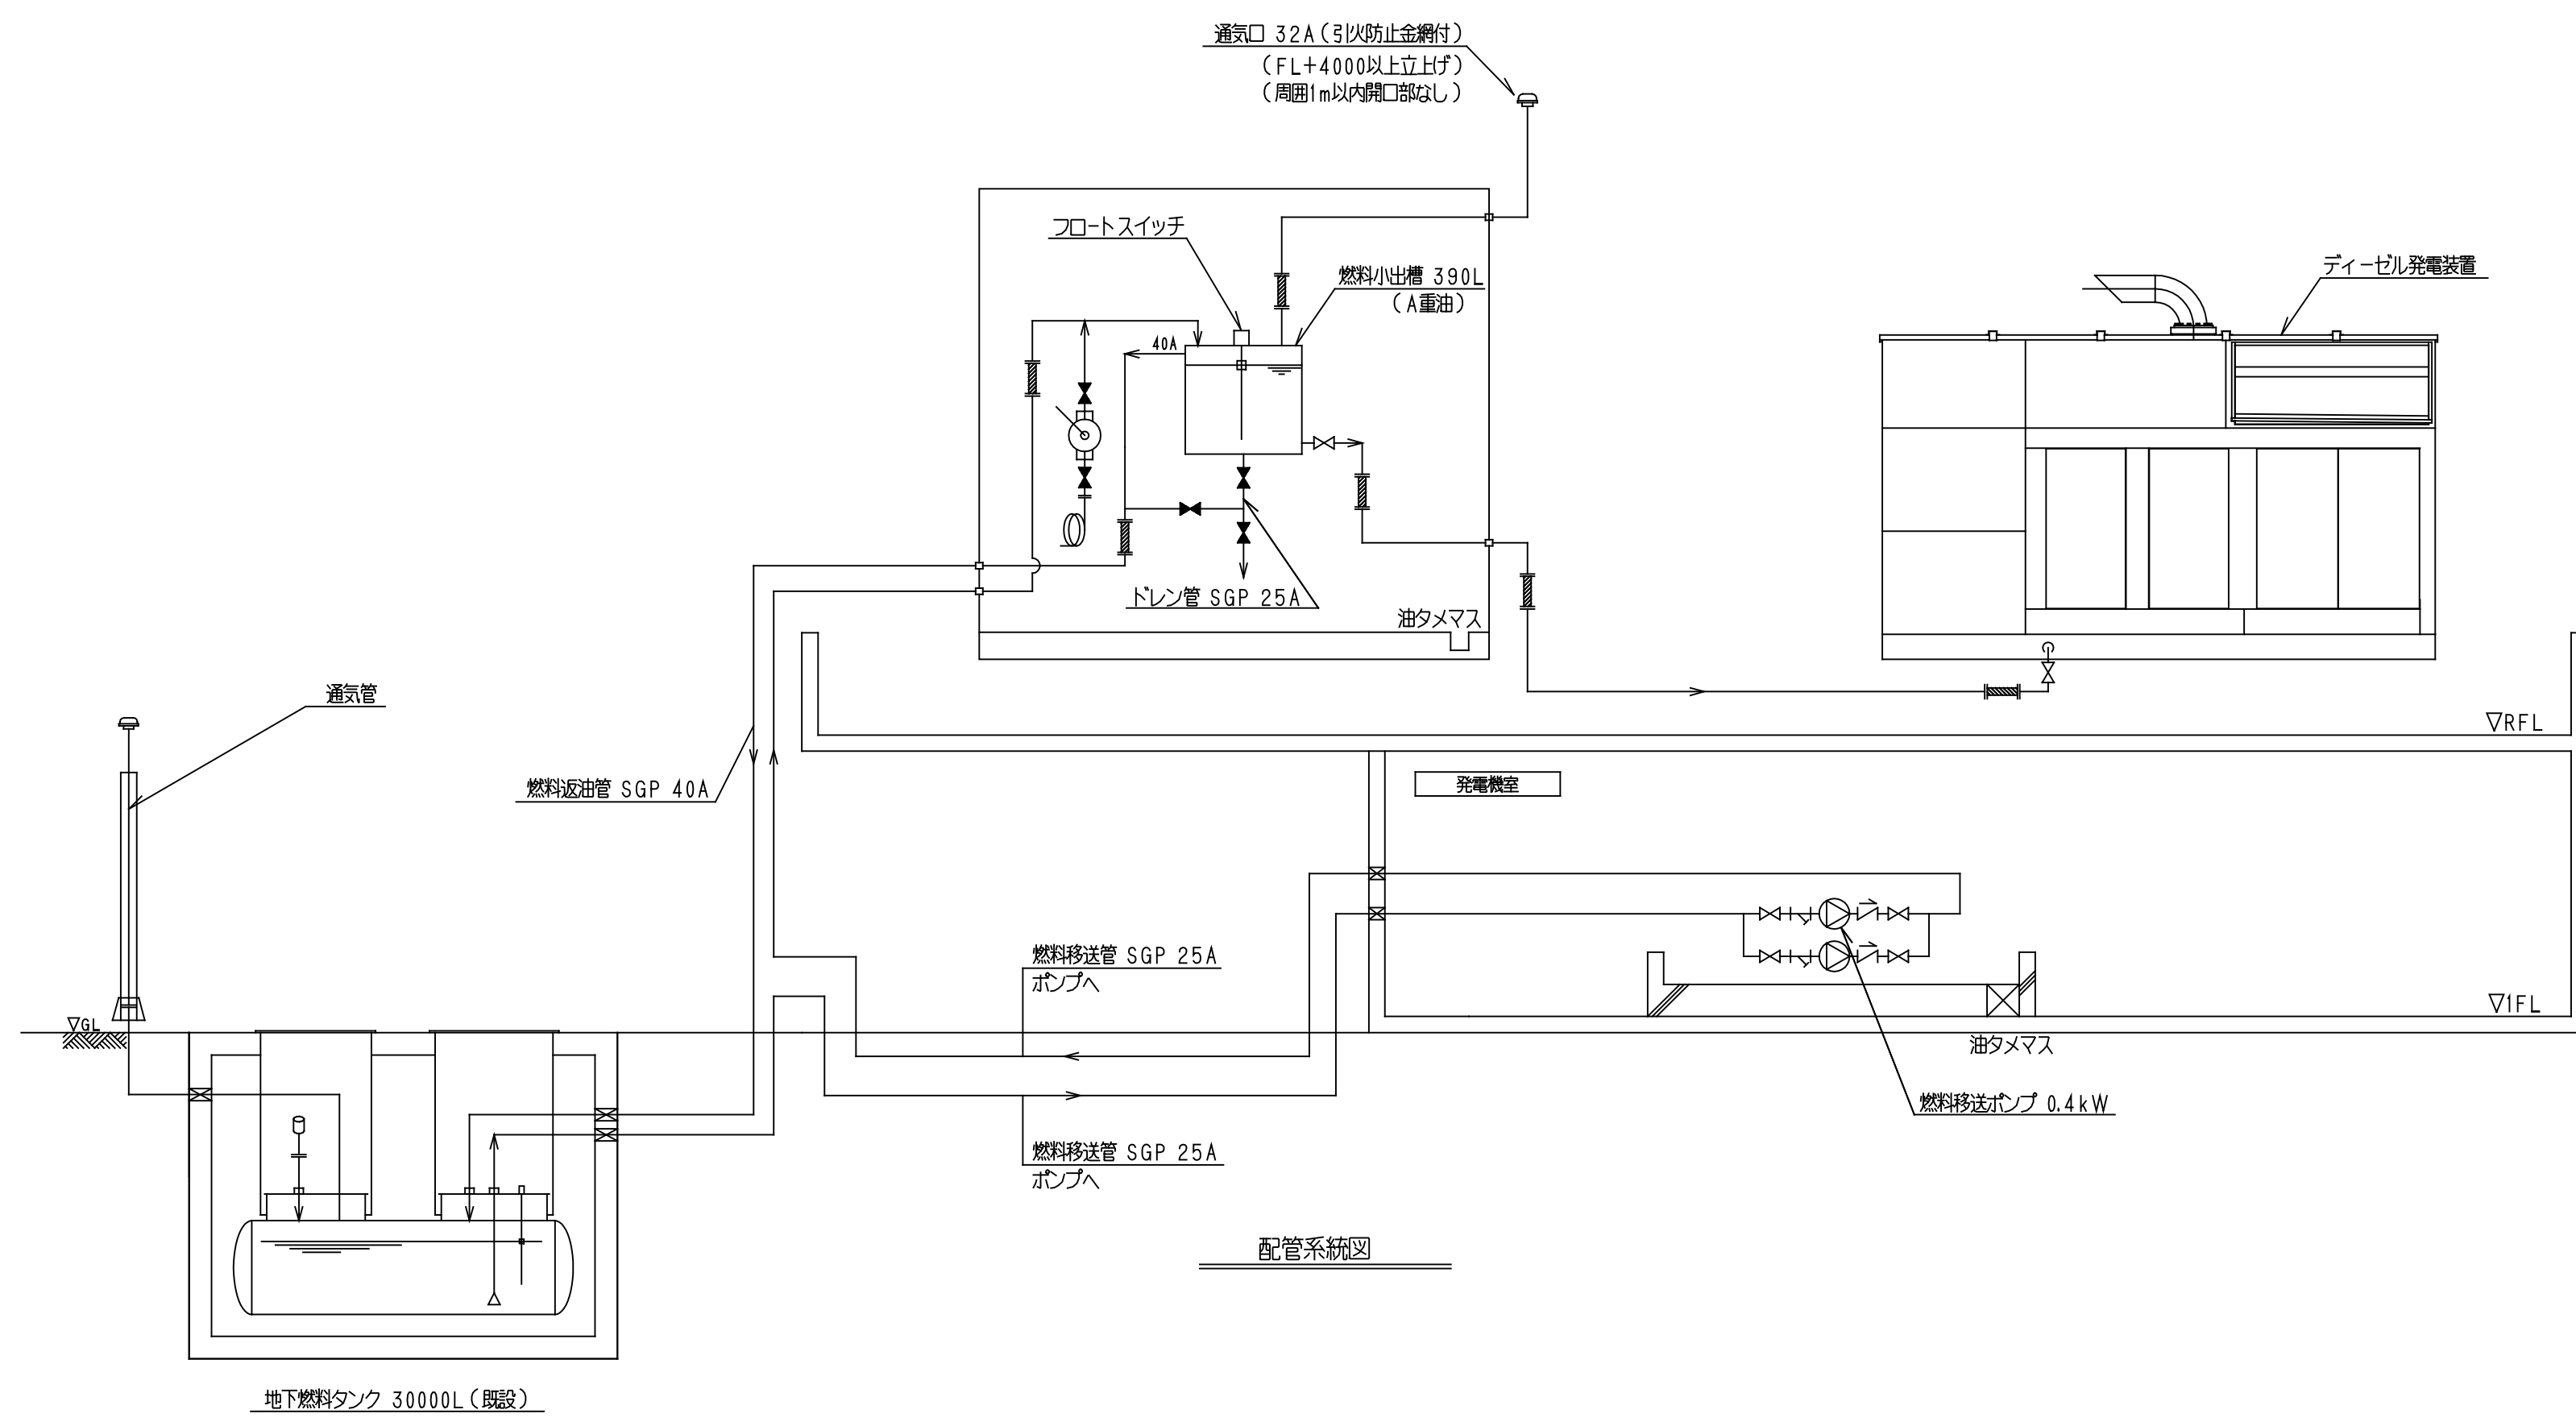 通気口 32A(引火防止金網付)
(FL+4000以上立上げ)
(周囲1m以内開口部なし)
フロートスイッチ
燃料小出槽 390L
(A重油)
ディーゼル発電装置
40A
ドレン管 SGP 25A
油タメマス
通気管
▽RFL
燃料返油管 SGP 40A
発電機室
燃料移送管 SGP 25A
ポンプへ
▽1FL
▽GL
油タメマス
燃料移送ポンプ 0.4kW
燃料移送管 SGP 25A
ポンプへ
配管系統図
地下燃料タンク 30000L(既設)